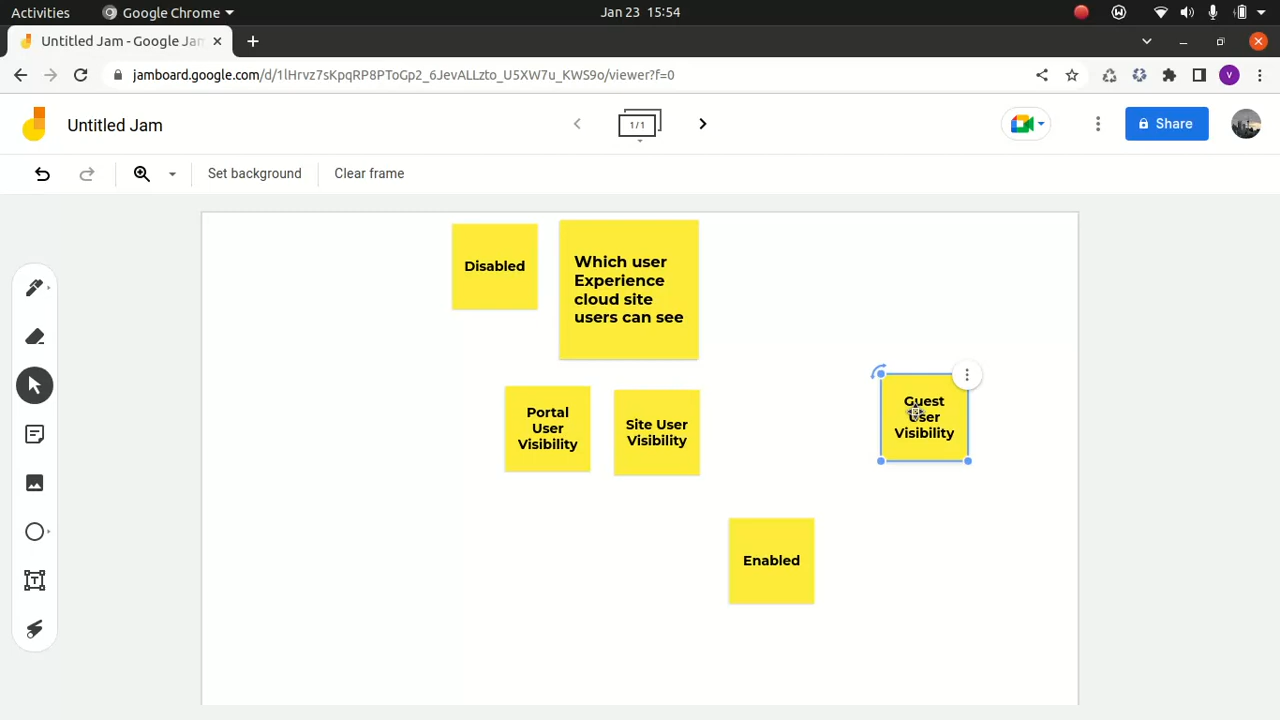 Activities
Google Chrome
Jan 23 15:54
Untitled Jam - Google Jam
jamboard.google.com/d/1lHrvz7sKpqRP8PToGp2_6JevALLzto_U5XW7u_KWS9o/viewer?f=0
V
Untitled Jam
1/1
Share
Set background
Clear frame
Disabled
Which user
Experience
cloud site
users can see
Portal
User
Visibility
Site User
Visibility
Guest
User
Visibility
Enabled